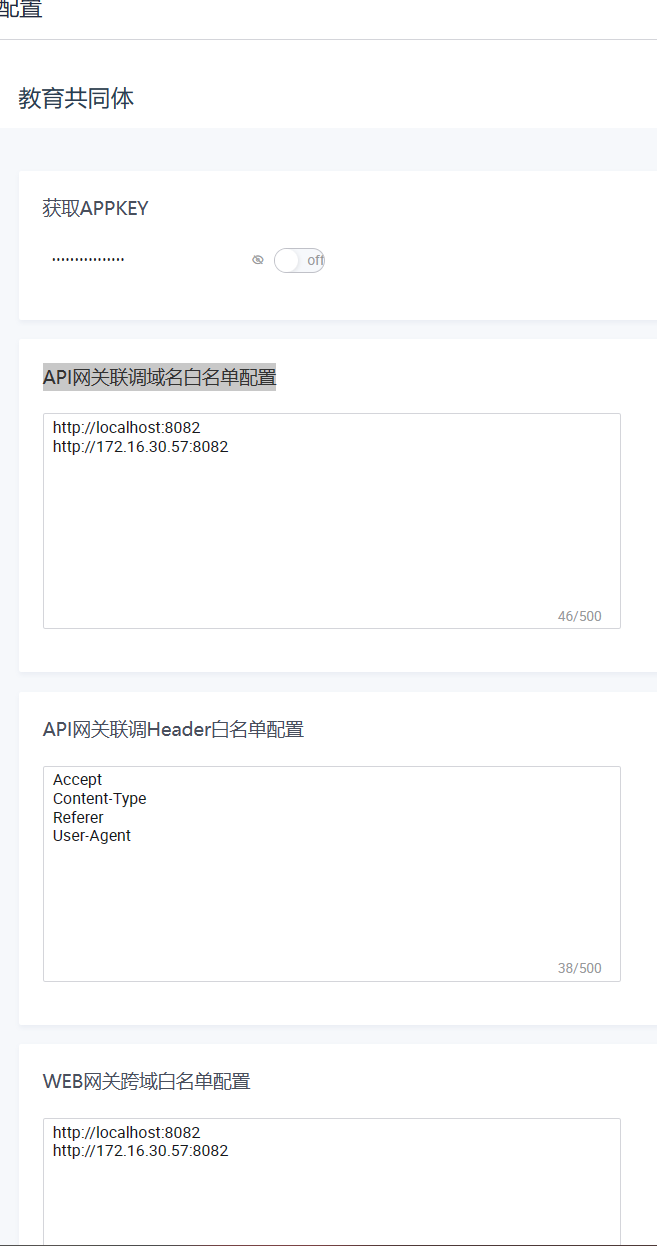 配置
教育共同体
获取APPKEY
················
off
API网关联调域名白名单配置
http://localhost:8082
http://172.16.30.57:8082
46/500
API网关联调Header白名单配置
Accept
Content-Type
Referer
User-Agent
38/500
WEB网关跨域白名单配置
http://localhost:8082
http://172.16.30.57:8082